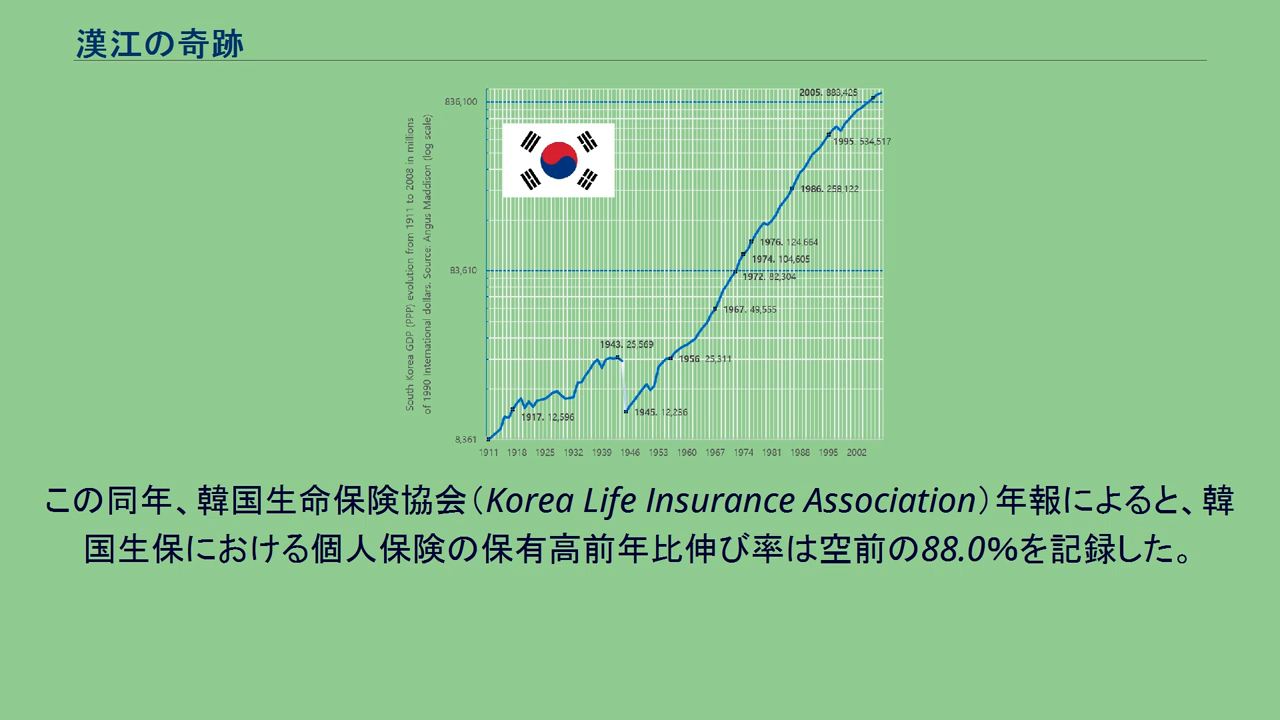 漢江の奇跡
South Korea GDP (PPP) evolution from 1911 to 2008 in millions
of 1990 International dollars. Source: Angus Maddison (log scale)
836,100
83,610
8,361
2005. 883,425
1995. 534,517
1986. 258,122
1976. 124,664
1974. 104,605
1972. 82,304
1967. 49,555
1943. 25,569
1956. 25,311
1945. 12,236
1917. 12,596
1911 1918 1925 1932 1939 1946 1953 1960 1967 1974 1981 1988 1995 2002
この同年、韓国生命保険協会（Korea Life Insurance Association）年報によると、韓
国生保における個人保険の保有高前年比伸び率は空前の88.0%を記録した。